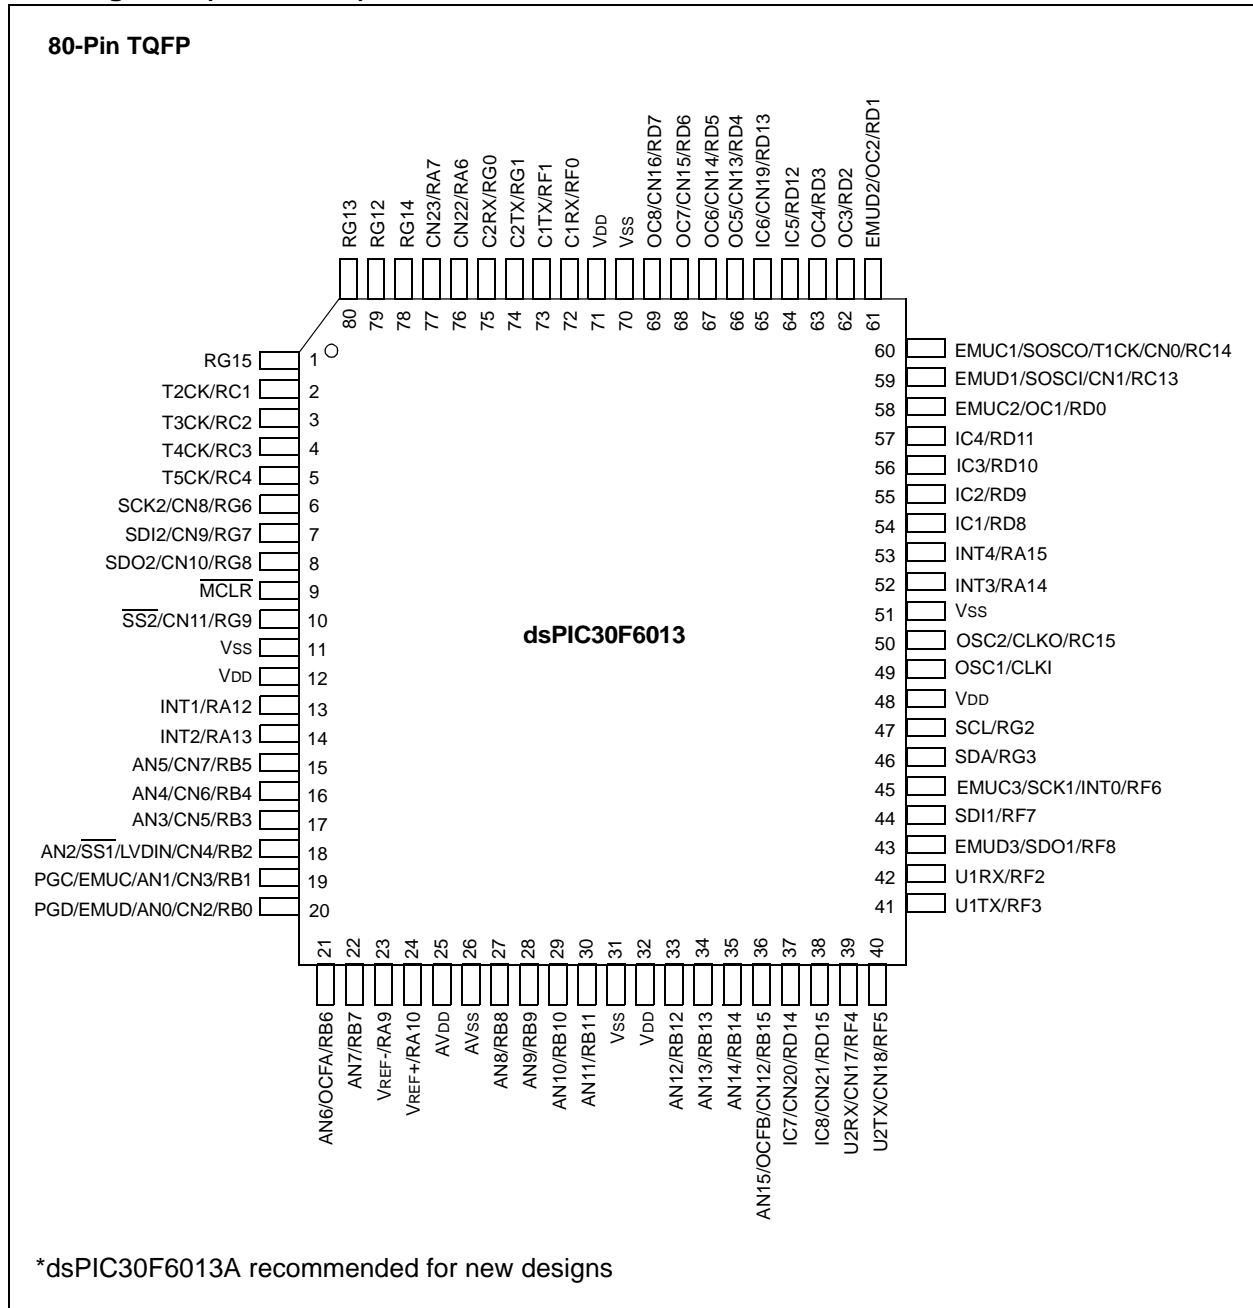 80-Pin TQFP
RG13
RG12
RG14
CN23/RA7
CN22/RA6
C2RX/RG0
C2TX/RG1
C1TX/RF1
C1RX/RF0
VDD
VSS
OC8/CN16/RD7
OC7/CN15/RD6
OC6/CN14/RD5
OC5/CN13/RD4
IC6/CN19/RD13
IC5/RD12
OC4/RD3
OC3/RD2
EMUD2/OC2/RD1
80 79 78 77 76 75 74 73 72 71 70 69 68 67 66 65 64 63 62 61
RG15 1
T2CK/RC1 2
T3CK/RC2 3
T4CK/RC3 4
T5CK/RC4 5
SCK2/CN8/RG6 6
SDI2/CN9/RG7 7
SDO2/CN10/RG8 8
MCLR 9
SS2/CN11/RG9 10
VSS 11
VDD 12
INT1/RA12 13
INT2/RA13 14
AN5/CN7/RB5 15
AN4/CN6/RB4 16
AN3/CN5/RB3 17
AN2/SS1/LVDIN/CN4/RB2 18
PGC/EMUC/AN1/CN3/RB1 19
PGD/EMUD/AN0/CN2/RB0 20
dsPIC30F6013
60 EMUC1/SOSCO/T1CK/CN0/RC14
59 EMUD1/SOSCI/CN1/RC13
58 EMUC2/OC1/RD0
57 IC4/RD11
56 IC3/RD10
55 IC2/RD9
54 IC1/RD8
53 INT4/RA15
52 INT3/RA14
51 VSS
50 OSC2/CLKO/RC15
49 OSC1/CLKI
48 VDD
47 SCL/RG2
46 SDA/RG3
45 EMUC3/SCK1/INT0/RF6
44 SDI1/RF7
43 EMUD3/SDO1/RF8
42 U1RX/RF2
41 U1TX/RF3
21 22 23 24 25 26 27 28 29 30 31 32 33 34 35 36 37 38 39 40
AN6/OCFA/RB6
AN7/RB7
VREF-/RA9
VREF+/RA10
AVDD
AVSS
AN8/RB8
AN9/RB9
AN10/RB10
AN11/RB11
VSS
VDD
AN12/RB12
AN13/RB13
AN14/RB14
AN15/OCFB/CN12/RB15
IC7/CN20/RD14
IC8/CN21/RD15
U2RX/CN17/RF4
U2TX/CN18/RF5
*dsPIC30F6013A recommended for new designs